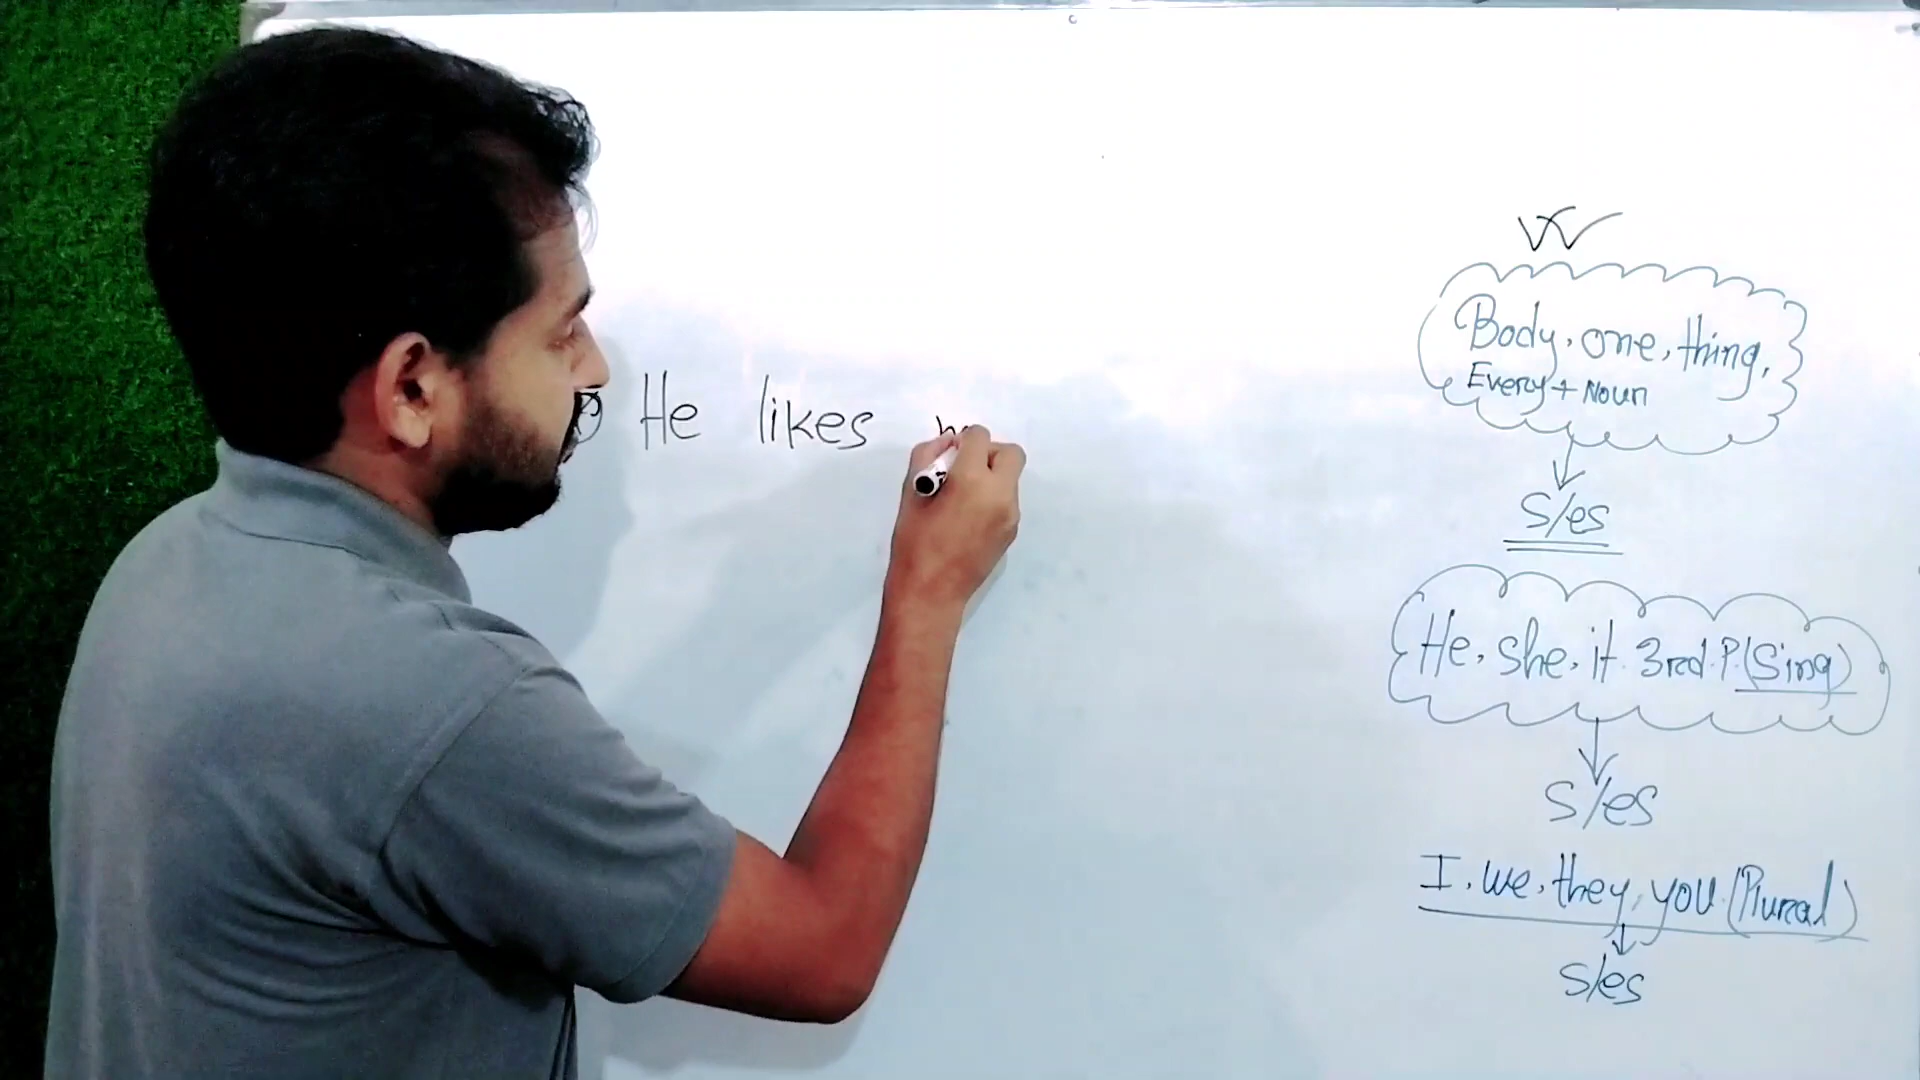 He likes
Body, one, thing,
Every + Noun
S/es
He, she, it 3rd P. (Sing)
S/es
I, we, they, you (Plural)
S/es